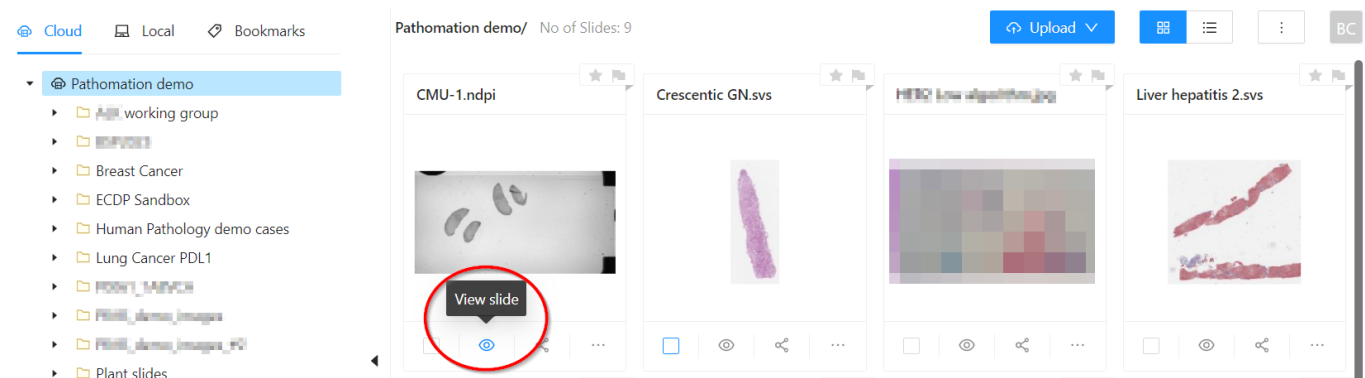 Cloud Local Bookmarks
Pathomation demo/ No of Slides: 9
Upload
BC
Pathomation demo
working group
Breast Cancer
ECDP Sandbox
Human Pathology demo cases
Lung Cancer PDL1
Plant slides
CMU-1.ndpi
Crescentic GN.svs
Liver hepatitis 2.svs
View slide